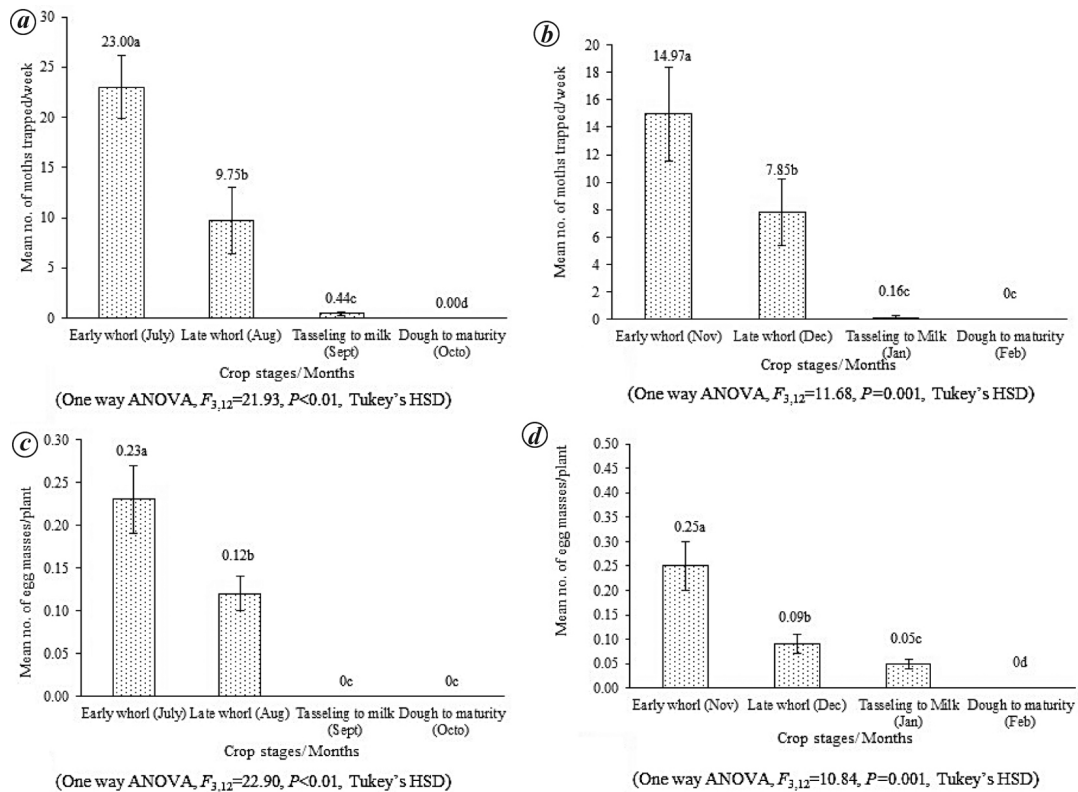 a
30
25
20
15
10
5
0
Mean no. of moths trapped/week
23.00a
9.75b
0.44c
0.00d
Early whorl (July) Late whorl (Aug) Tasseling to milk (Sept) Dough to maturity (Octo)
Crop stages/Months
(One way ANOVA, F3,12=21.93, P<0.01, Tukey's HSD)
b
20
18
16
14
12
10
8
6
4
2
0
Mean no. of moths trapped/week
14.97a
7.85b
0.16c
0c
Early whorl (Nov) Late whorl (Dec) Tasseling to Milk (Jan) Dough to maturity (Feb)
Crop stages/Months
(One way ANOVA, F3,12=11.68, P=0.001, Tukey's HSD)
c
0.30
0.25
0.20
0.15
0.10
0.05
0.00
Mean no. of egg masses/plant
0.23a
0.12b
0c
0c
Early whorl (July) Late whorl (Aug) Tasseling to milk (Sept) Dough to maturity (Octo)
Crop stages/Months
(One way ANOVA, F3,12=22.90, P<0.01, Tukey's HSD)
d
0.50
0.45
0.40
0.35
0.30
0.25
0.20
0.15
0.10
0.05
0.00
Mean no. of egg masses/plant
0.25a
0.09b
0.05c
0d
Early whorl (Nov) Late whorl (Dec) Tasseling to Milk (Jan) Dough to maturity (Feb)
Crop stages/Months
(One way ANOVA, F3,12=10.84, P=0.001, Tukey's HSD)